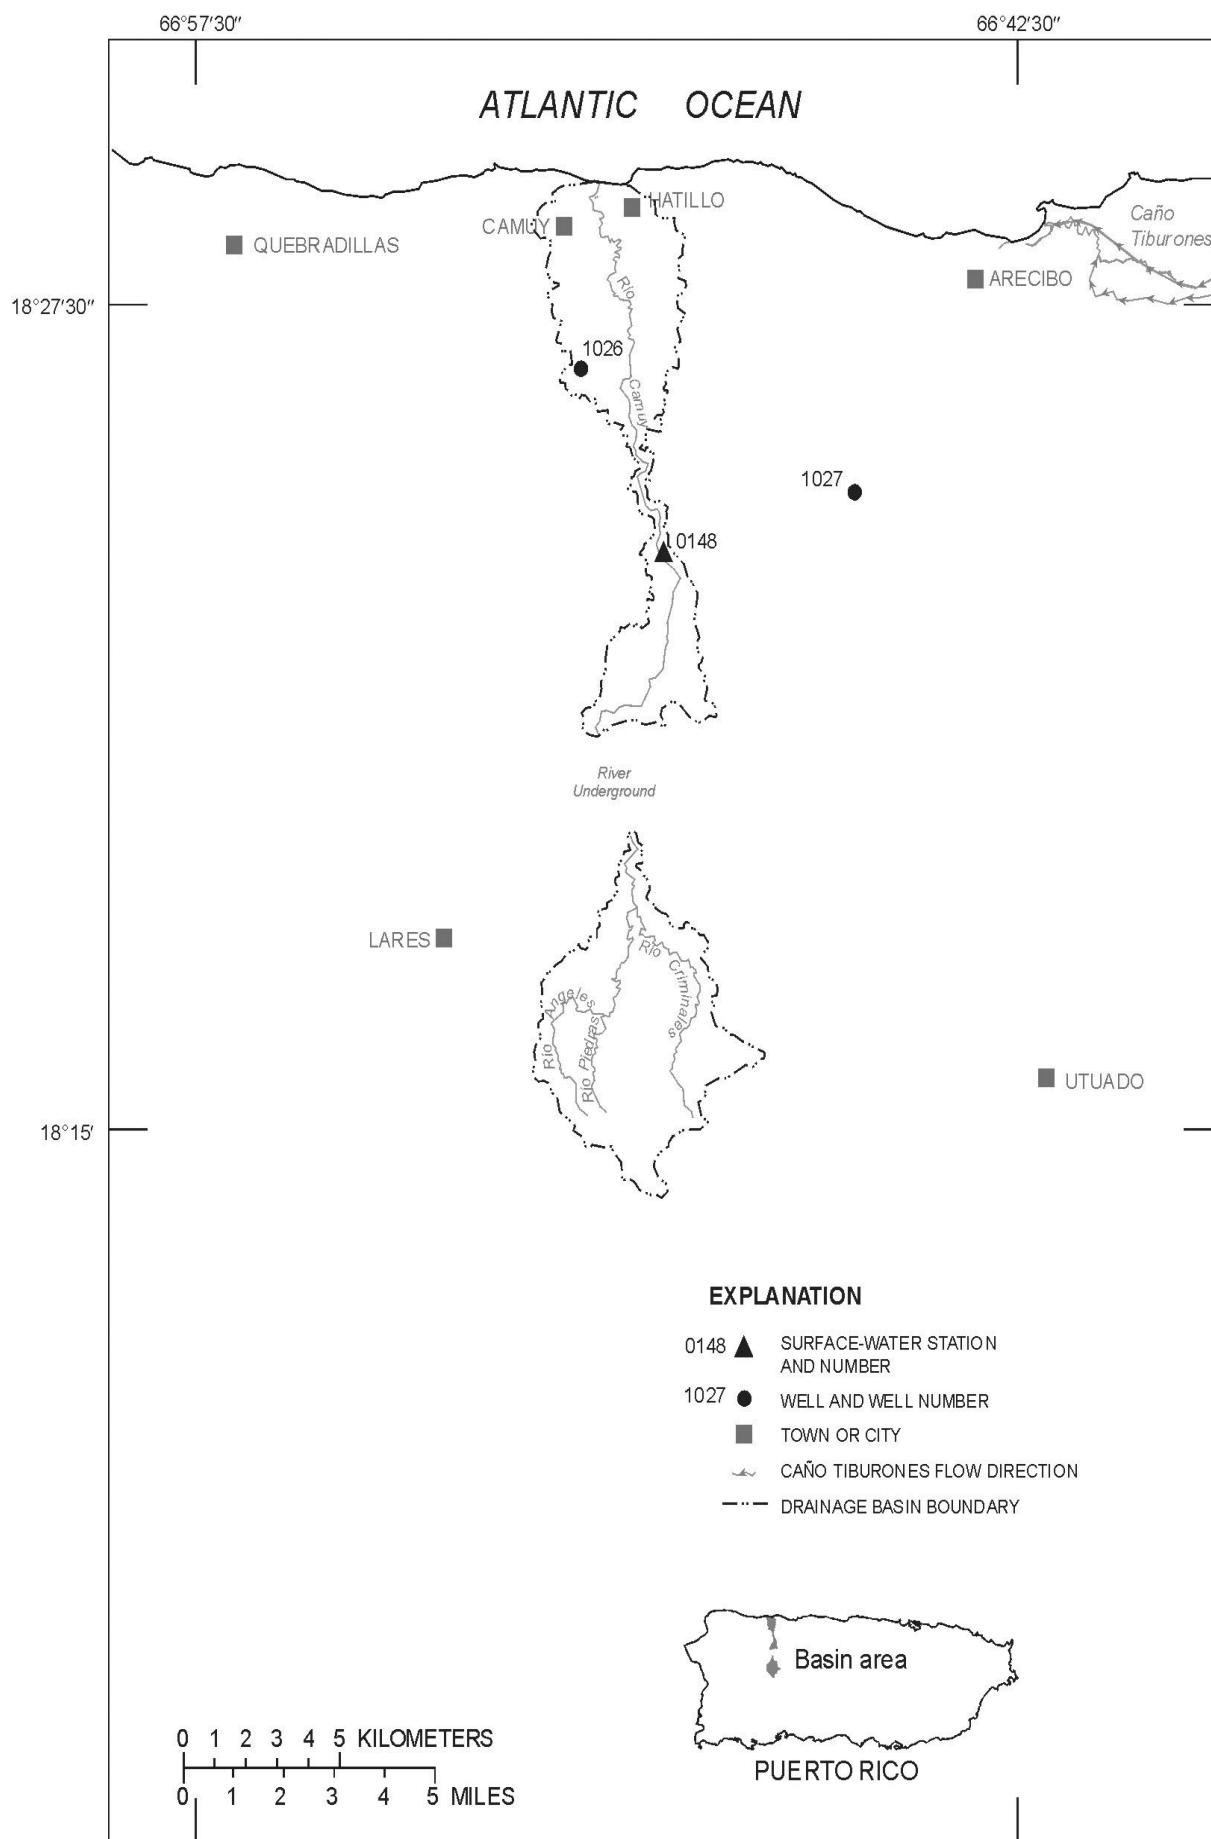 66°57'30"
66°42'30"
ATLANTIC OCEAN
HATILLO
CAMUY
QUEBRADILLAS
Caño
Tiburones
ARECIBO
18°27'30"
Río
1026
Camuy
1027
0148
River
Underground
LARES
Río Criminales
Río Angeles
Río Piedras
UTUADO
18°15'
EXPLANATION
0148 SURFACE-WATER STATION
AND NUMBER
1027 WELL AND WELL NUMBER
TOWN OR CITY
CAÑO TIBURONES FLOW DIRECTION
DRAINAGE BASIN BOUNDARY
Basin area
PUERTO RICO
0 1 2 3 4 5 KILOMETERS
0 1 2 3 4 5 MILES